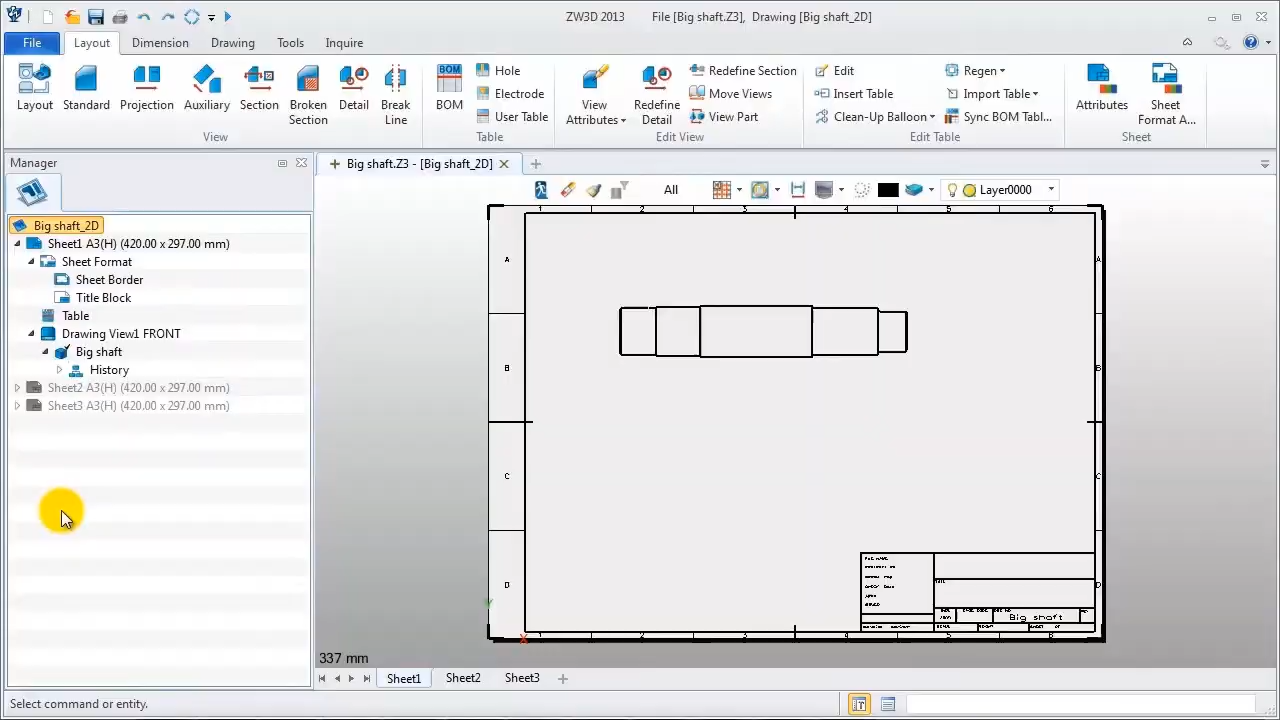 ZW3D 2013 File [Big shaft.Z3], Drawing [Big shaft_2D]
File Layout Dimension Drawing Tools Inquire
Layout Standard Projection Auxiliary Section Broken Section Detail Break Line
View
BOM Hole Electrode User Table
Table
View Attributes Redefine Detail Redefine Section Move Views View Part
Edit View
Edit Insert Table Clean-Up Balloon Regen Import Table Sync BOM Tabl...
Edit Table
Attributes Sheet Format A...
Sheet
Manager
Big shaft.Z3 - [Big shaft_2D]
All Layer0000
Big shaft_2D
Sheet1 A3(H) (420.00 x 297.00 mm)
Sheet Format
Sheet Border
Title Block
Table
Drawing View1 FRONT
Big shaft
History
Sheet2 A3(H) (420.00 x 297.00 mm)
Sheet3 A3(H) (420.00 x 297.00 mm)
1 2 3 4 5 6
A A
B B
C C
D D
Big shaft
1 2 3 4 5 6
337 mm
Sheet1 Sheet2 Sheet3
Select command or entity.